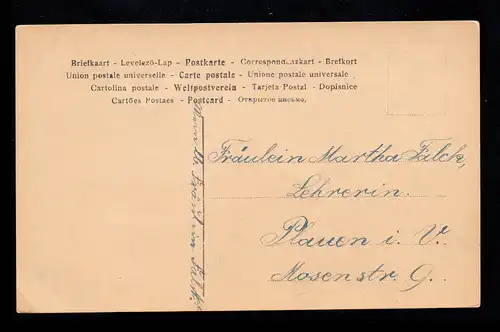 Briefkaart - Levelező-Lap - Postkarte - Correspondenzkart - Brefkort
Union postale universelle - Carte postale - Unione postale universale
Cartolina postale - Weltpostverein - Tarjeta Postal - Dopisnice
Cartões Postaes - Postcard - Открытое письмо.
Fräulein Martha Falck,
Lehrerin.
Plauen i. V.
Mosenstr. 9.